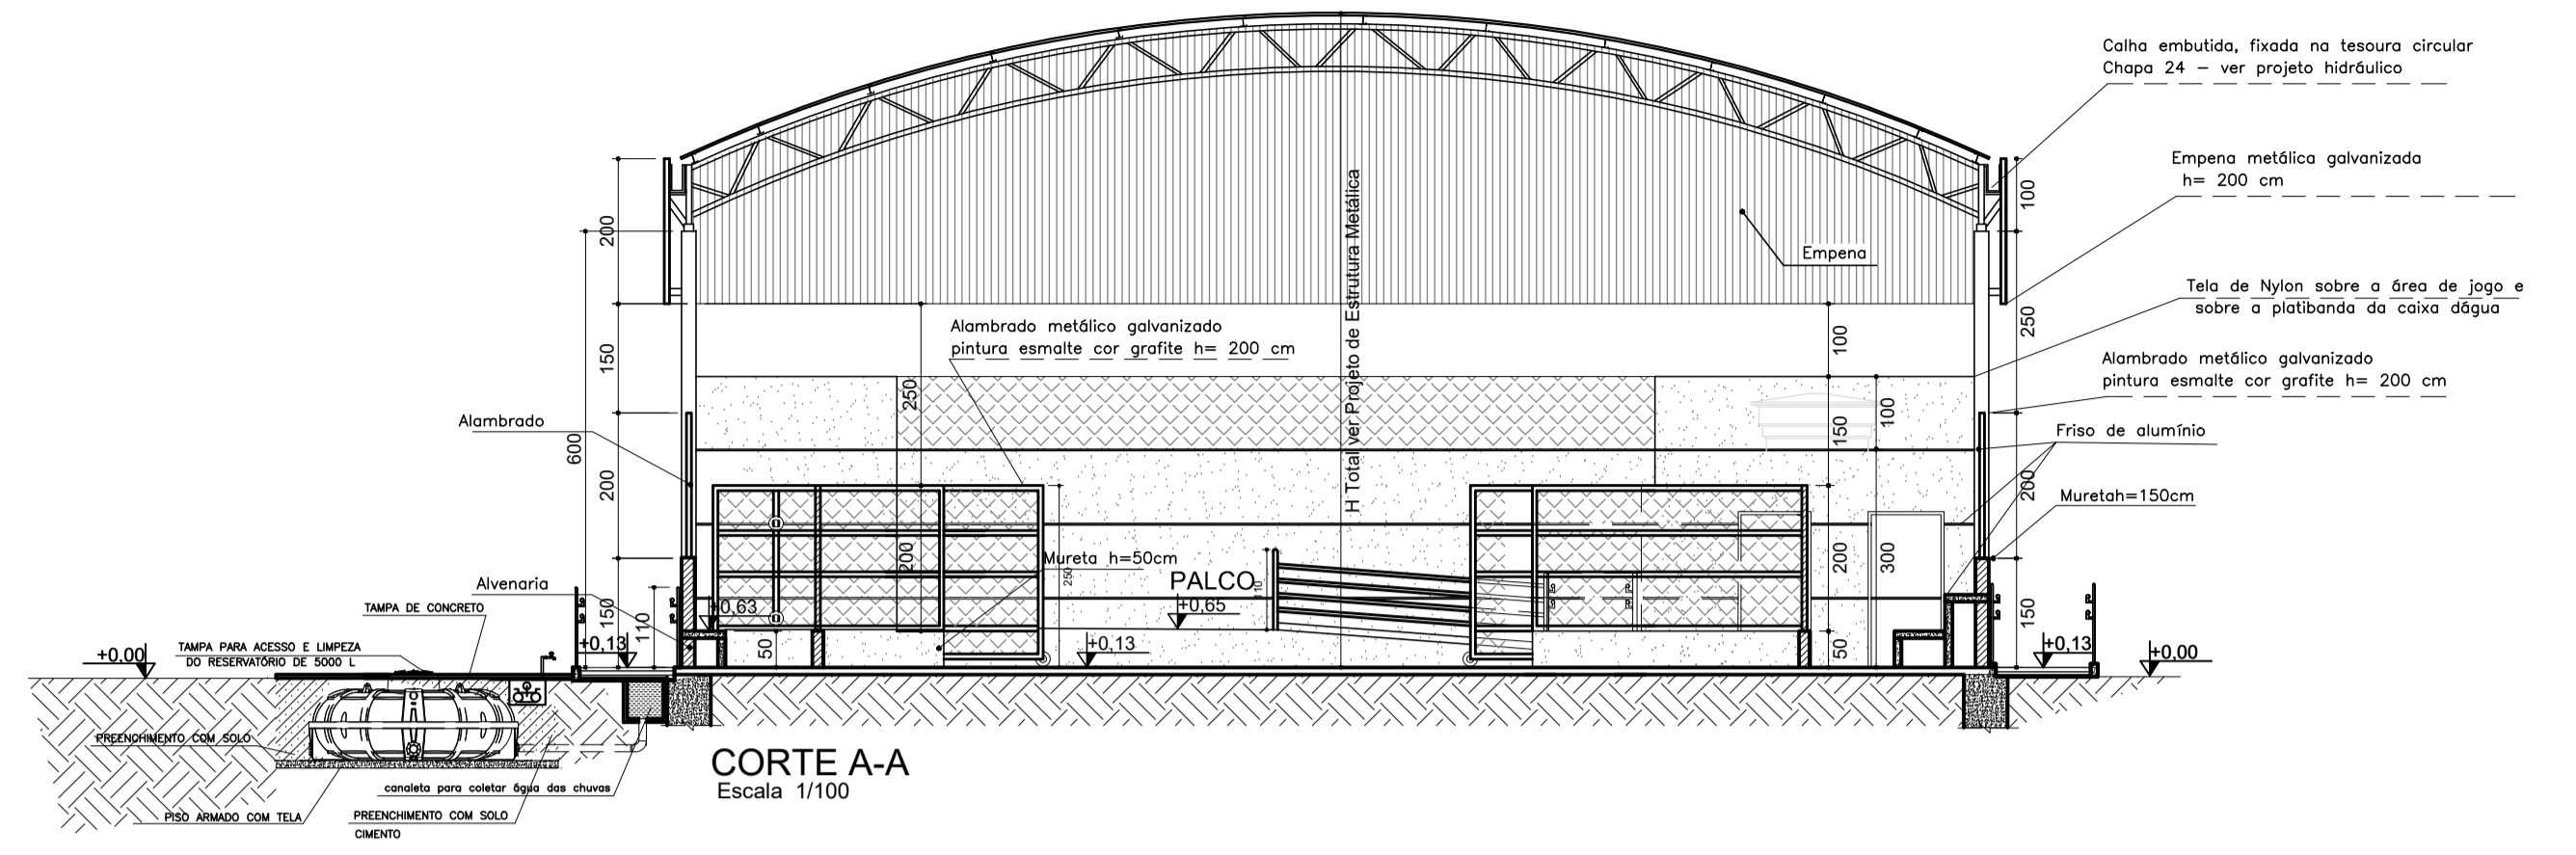 Calha embutida, fixada na tesoura circular
Chapa 24 – ver projeto hidráulico
Empena metálica galvanizada
h= 200 cm
Empena
Tela de Nylon sobre a área de jogo e
sobre a platibanda da caixa dágua
Alambrado metálico galvanizado
pintura esmalte cor grafite h= 200 cm
Alambrado metálico galvanizado
pintura esmalte cor grafite h= 200 cm
H Total ver Projeto de Estrutura Metálica
Friso de alumínio
Muretah=150cm
Alambrado
Alvenaria
Mureta h=50cm
PALCO
TAMPA DE CONCRETO
TAMPA PARA ACESSO E LIMPEZA
DO RESERVATÓRIO DE 5000 L
PREENCHIMENTO COM SOLO
canaleta para coletar água das chuvas
PISO ARMADO COM TELA
PREENCHIMENTO COM SOLO
CIMENTO
200
150
600
200
150
110
250
200
50
250
110
100
150
100
200
300
50
100
250
200
150
+0,00
+0,13
+0,63
+0,13
+0,65
+0,13
+0,00
CORTE A-A
Escala 1/100